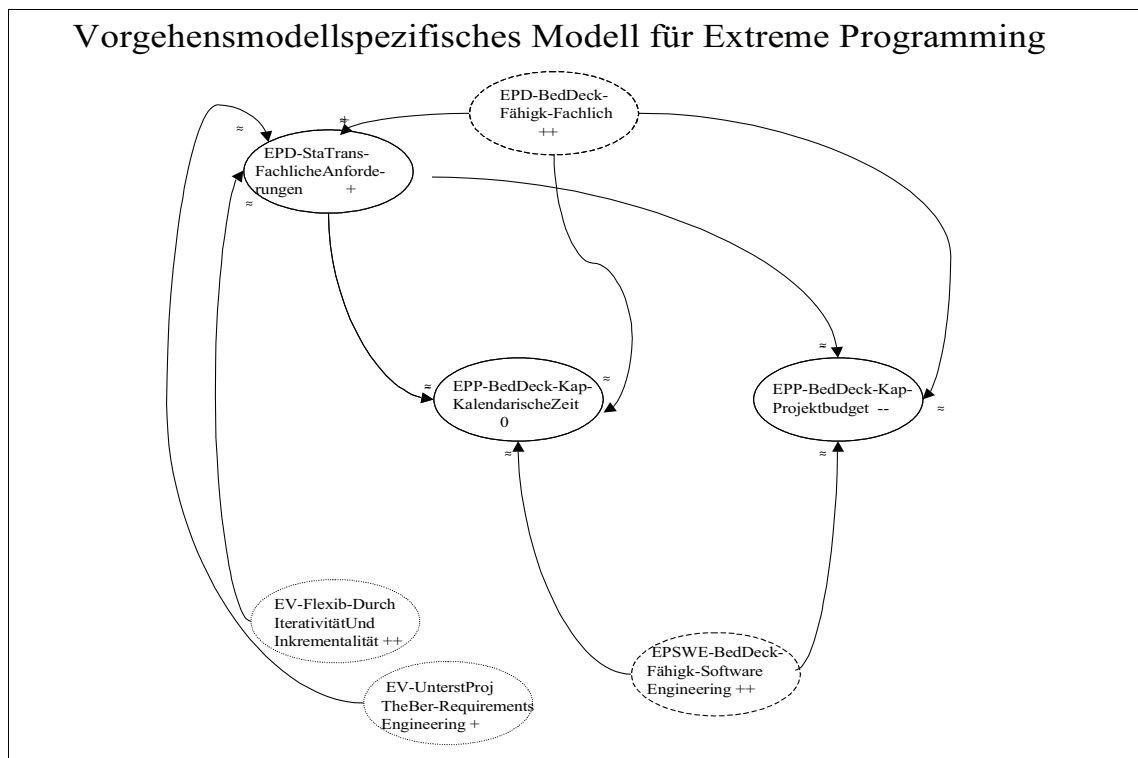 Vorgehensmodellspezifisches Modell für Extreme Programming
EPD-BedDeck-
Fähigk-Fachlich
++
≈
+
≈
EPD-StaTrans-
FachlicheAnforde-
rungen +
≈
≈
≈
≈
EPP-BedDeck-Kap-
KalendarischeZeit
0
EPP-BedDeck-Kap-
Projektbudget --
≈
≈
≈
EV-Flexib-Durch
IterativitätUnd
Inkrementalität ++
EPSWE-BedDeck-
Fähigk-Software
Engineering ++
EV-UnterstProj
TheBer-Requirements
Engineering +